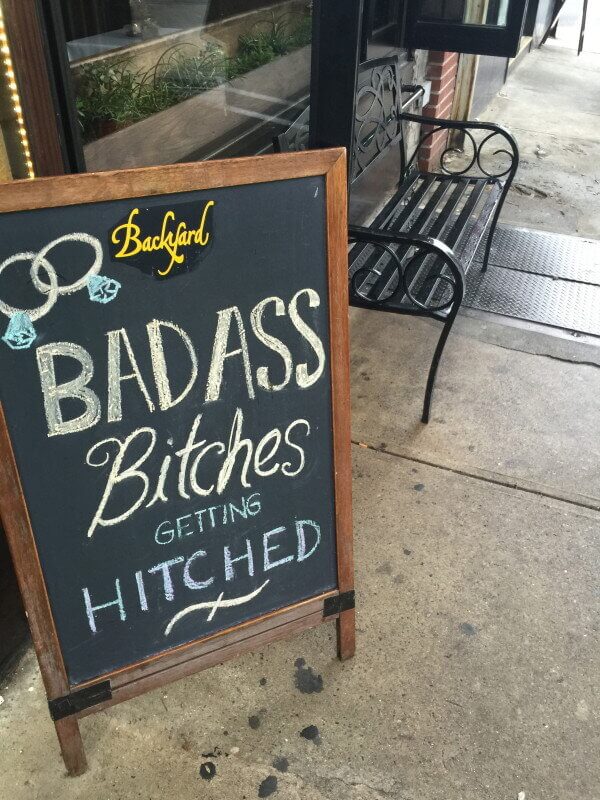 Backyard
BADASS
Bitches
GETTING
HITCHED